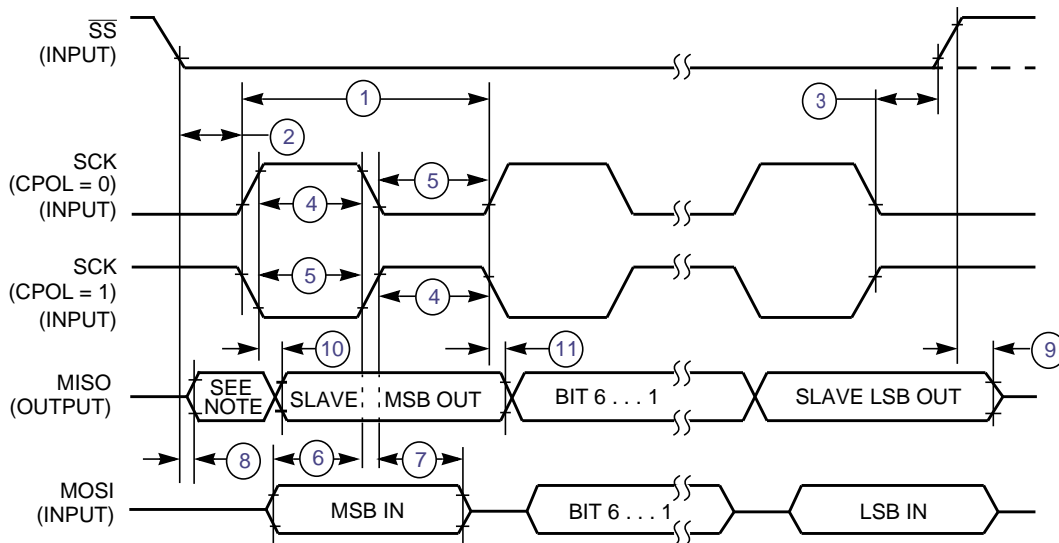 SS
(INPUT)
1
3
2
SCK
(CPOL = 0)
(INPUT)
5
4
SCK
(CPOL = 1)
(INPUT)
5
4
10
11
9
MISO
(OUTPUT)
SEE
NOTE
SLAVE
MSB OUT
BIT 6 . . . 1
SLAVE LSB OUT
8
6
7
MOSI
(INPUT)
MSB IN
BIT 6 . . . 1
LSB IN